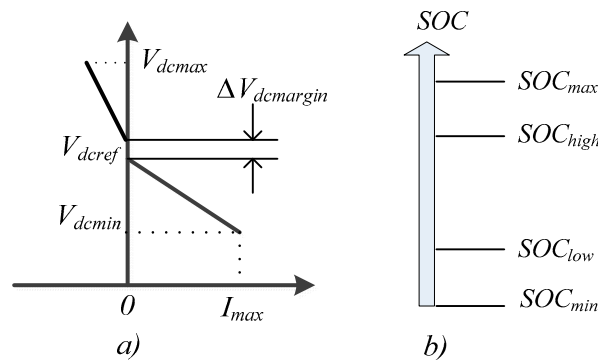 SOC
V_dcmax
SOC_max
ΔV_dcmargin
SOC_high
V_dcref
V_dcmin
SOC_low
SOC_min
0
I_max
a)
b)